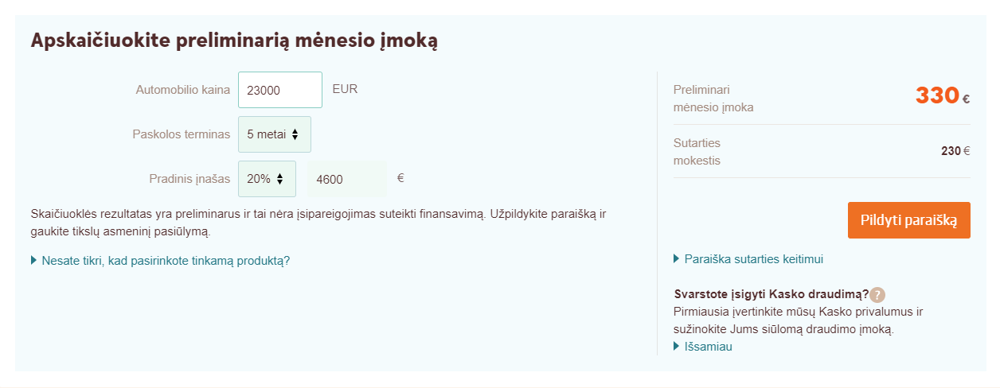 Apskaičiuokite preliminarią mėnesio įmoką
Automobilio kaina 23000 EUR
Paskolos terminas 5 metai
Pradinis įnašas 20% 4600 €
Skaičiuoklės rezultatas yra preliminarus ir tai nėra įsipareigojimas suteikti finansavimą. Užpildykite paraišką ir
gaukite tikslų asmeninį pasiūlymą.
Nesate tikri, kad pasirinkote tinkamą produktą?
Preliminari
mėnesio įmoka
330 €
Sutarties
mokestis
230 €
Pildyti paraišką
Paraiška sutarties keitimui
Svarstote įsigyti Kasko draudimą? ?
Pirmiausia įvertinkite mūsų Kasko privalumus ir
sužinokite Jums siūlomą draudimo įmoką.
Išsamiau